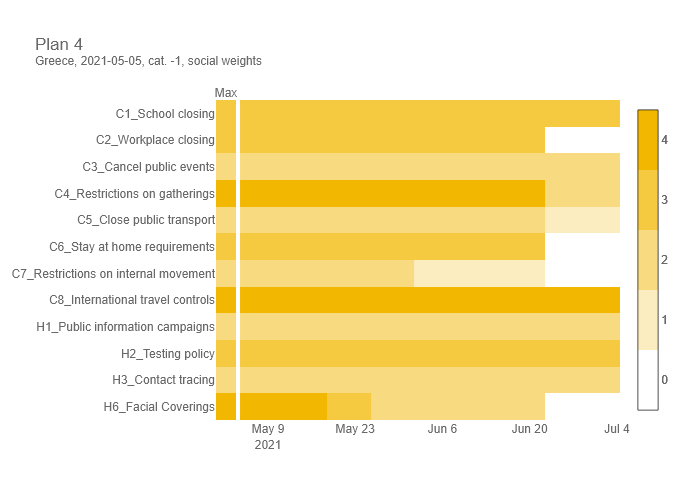 Plan 4
Greece, 2021-05-05, cat. -1, social weights
Max
C1_School closing
C2_Workplace closing
C3_Cancel public events
C4_Restrictions on gatherings
C5_Close public transport
C6_Stay at home requirements
C7_Restrictions on internal movement
C8_International travel controls
H1_Public information campaigns
H2_Testing policy
H3_Contact tracing
H6_Facial Coverings
May 9 May 23 Jun 6 Jun 20 Jul 4
2021
4
3
2
1
0